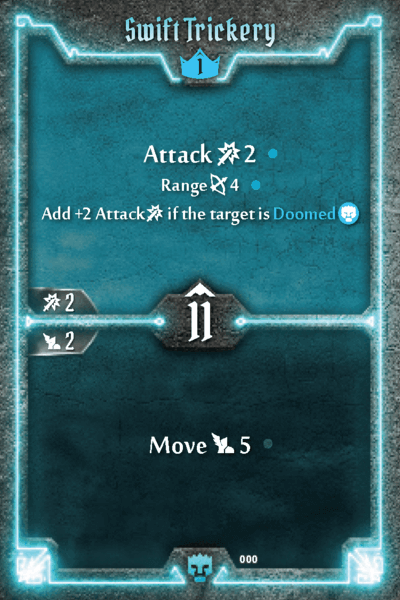 Swift Trickery
1
Attack 2
Range 4
Add +2 Attack if the target is Doomed
2
11
2
Move 5
000